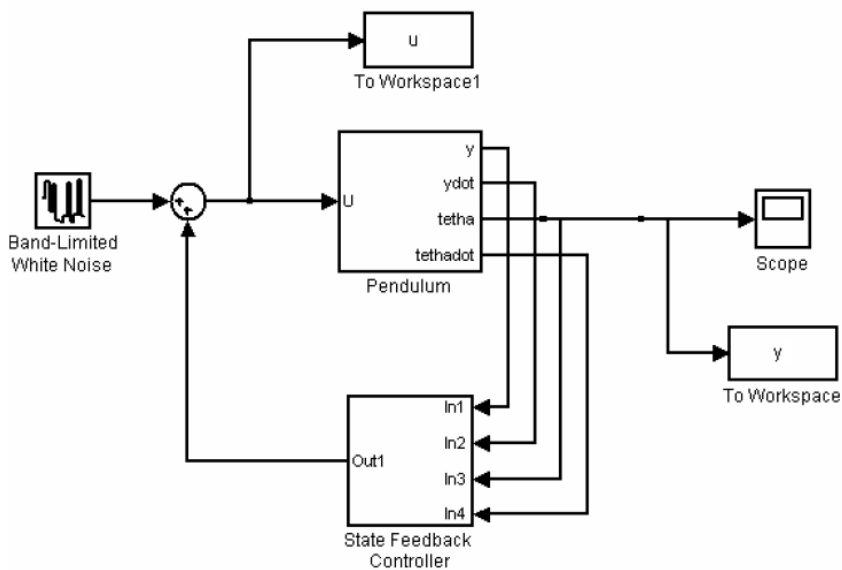 u
To Workspace1
y
ydot
tetha
tethadot
U
Pendulum
Band-Limited
White Noise
Scope
y
To Workspace
In1
In2
In3
In4
Out1
State Feedback
Controller